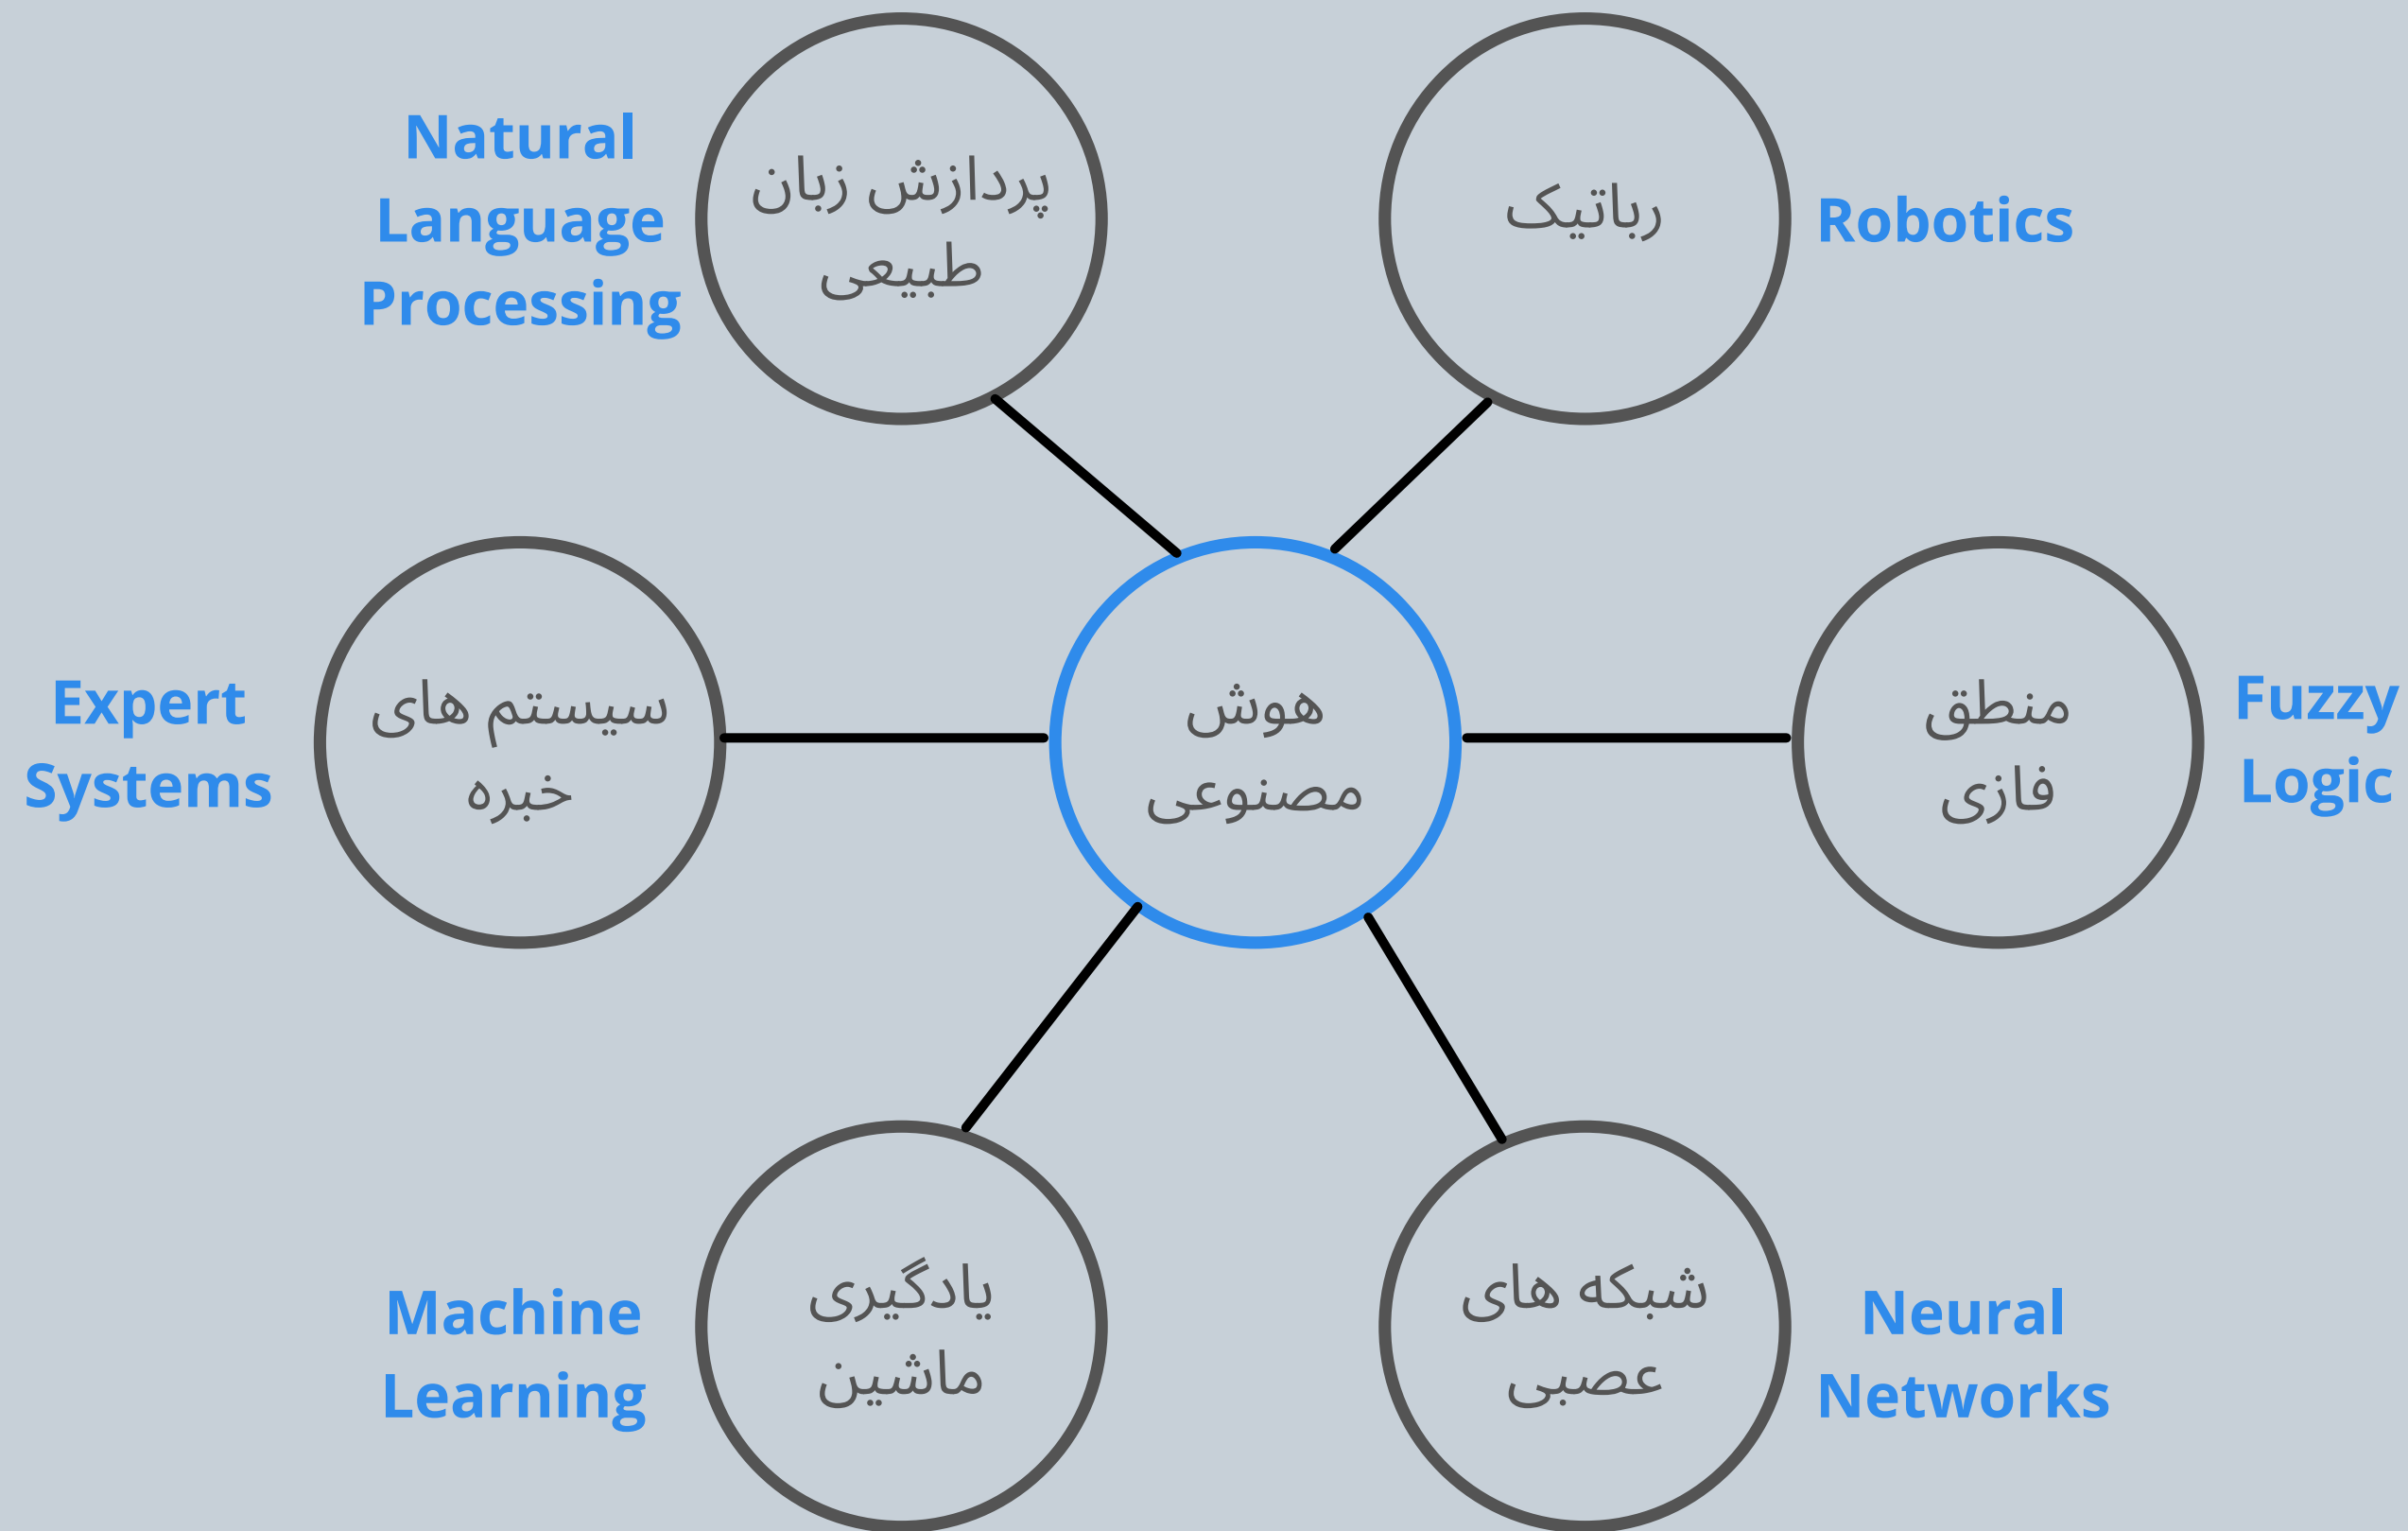 Natural
Language
Processing
پردازش زبان
طبیعی
رباتیک
Robotics
Expert
Systems
سیستم های
خبره
هوش
مصنوعی
منطق
فازی
Fuzzy
Logic
Machine
Learning
یادگیری
ماشین
شبکه های
عصبی
Neural
Networks